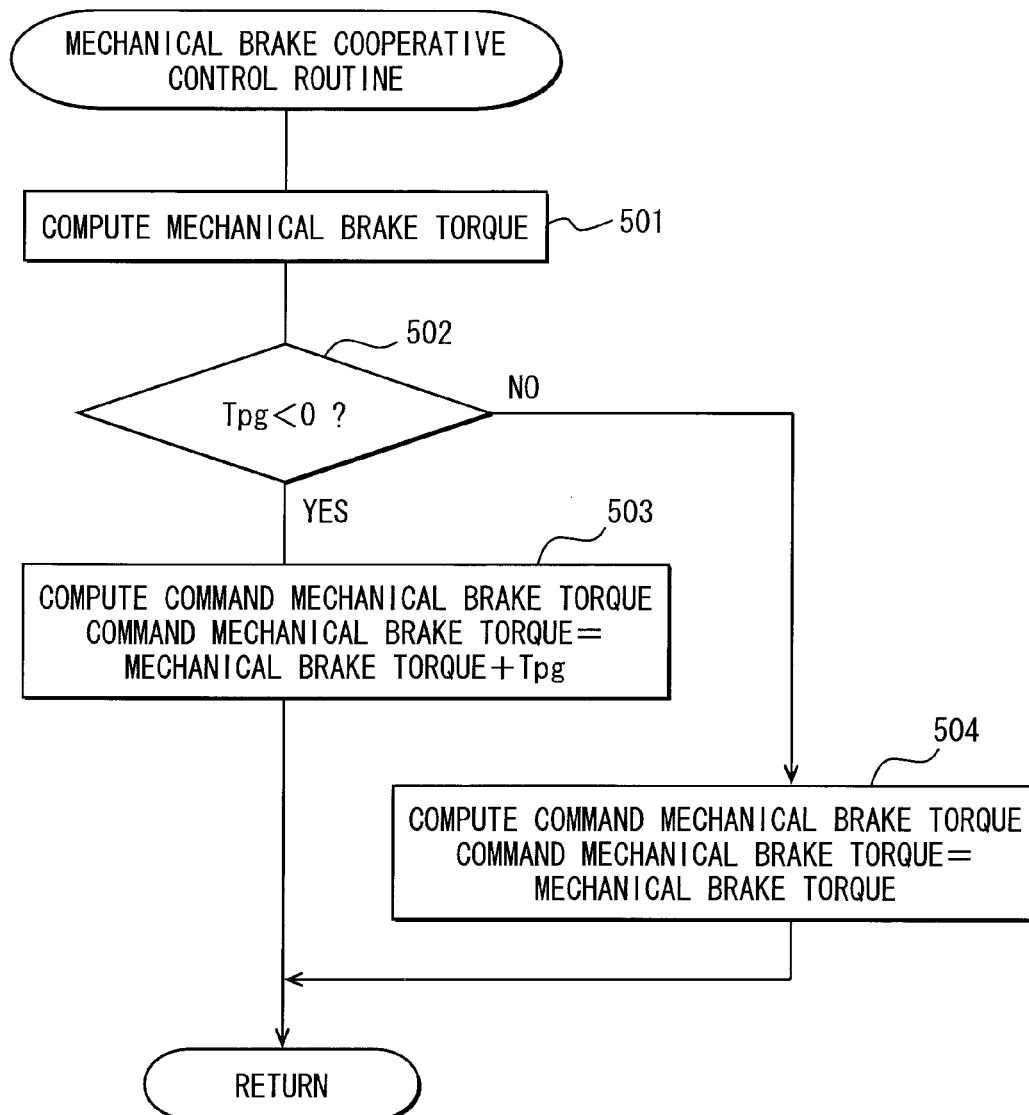 MECHANICAL BRAKE COOPERATIVE
CONTROL ROUTINE
COMPUTE MECHANICAL BRAKE TORQUE
501
502
Tpg<0 ?
NO
YES
503
COMPUTE COMMAND MECHANICAL BRAKE TORQUE
COMMAND MECHANICAL BRAKE TORQUE=
MECHANICAL BRAKE TORQUE+Tpg
504
COMPUTE COMMAND MECHANICAL BRAKE TORQUE
COMMAND MECHANICAL BRAKE TORQUE=
MECHANICAL BRAKE TORQUE
RETURN